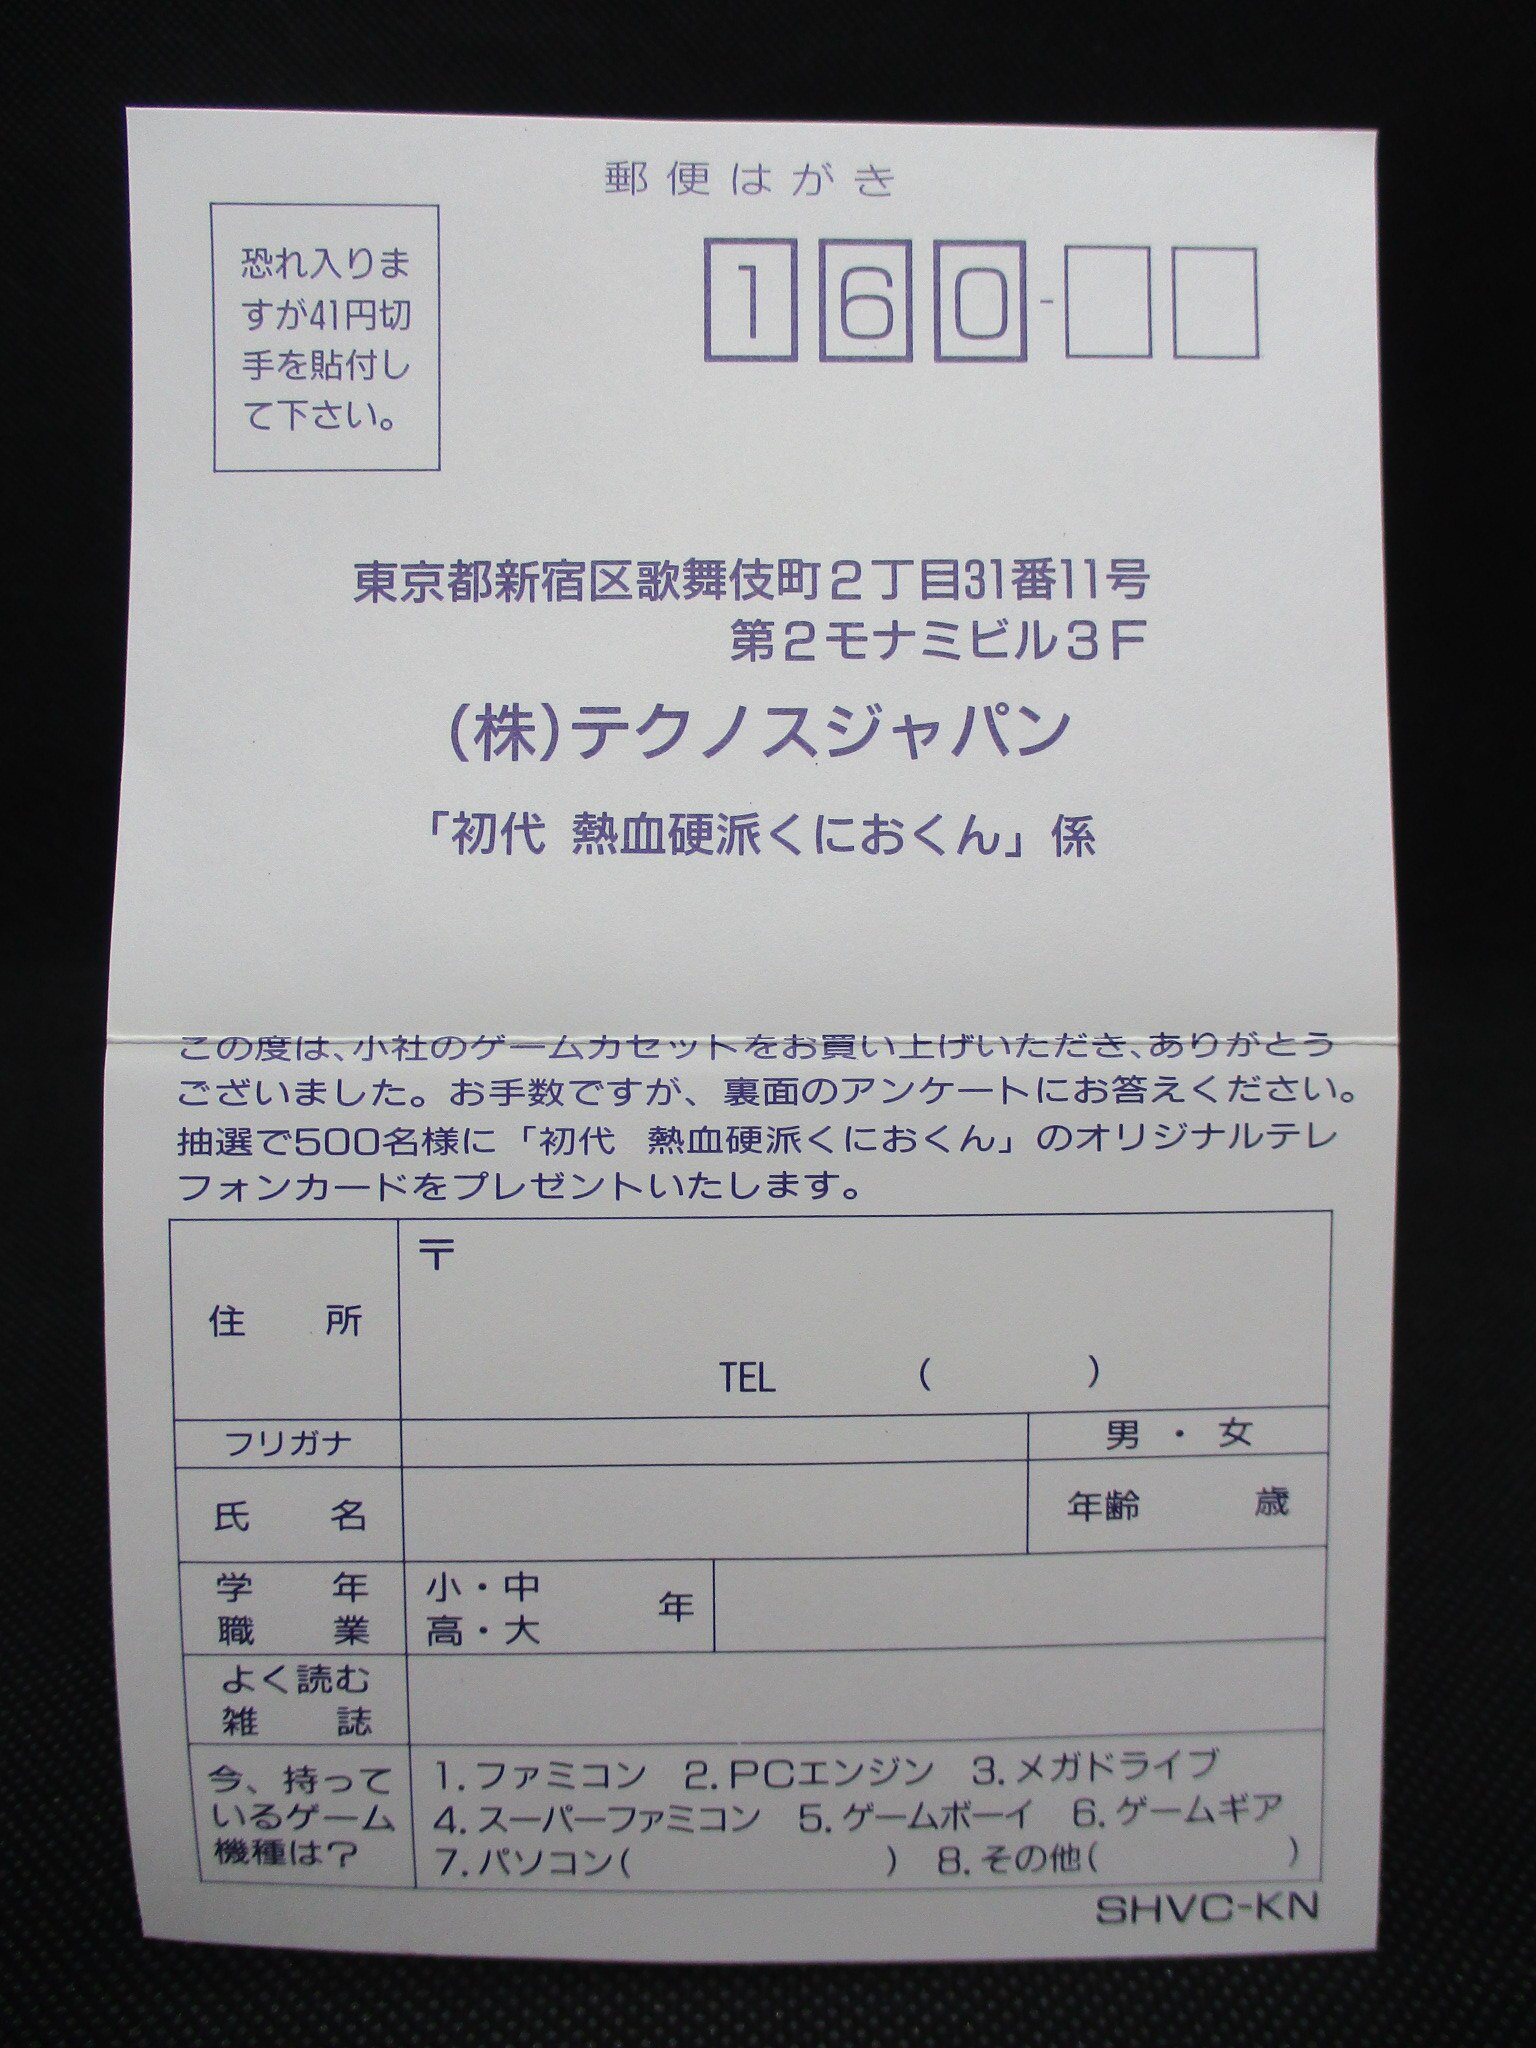 郵便はがき
恐れ入りま
すが41円切
手を貼付し
て下さい。
160-
東京都新宿区歌舞伎町2丁目31番11号
第2モナミビル3F
(株)テクノスジャパン
「初代 熱血硬派くにおくん」係
この度は、小社のゲームカセットをお買い上げいただき、ありがとう
ございました。お手数ですが、裏面のアンケートにお答えください。
抽選で500名様に「初代 熱血硬派くにおくん」のオリジナルテレ
フォンカードをプレゼントいたします。
住所
〒
TEL ( )
フリガナ
男・女
氏名
年齢 歳
学年
職業
小・中
高・大
年
よく読む
雑誌
今、持って
いるゲーム
機種は?
1.ファミコン 2.PCエンジン 3.メガドライブ
4.スーパーファミコン 5.ゲームボーイ 6.ゲームギア
7.パソコン( ) 8.その他( )
SHVC-KN